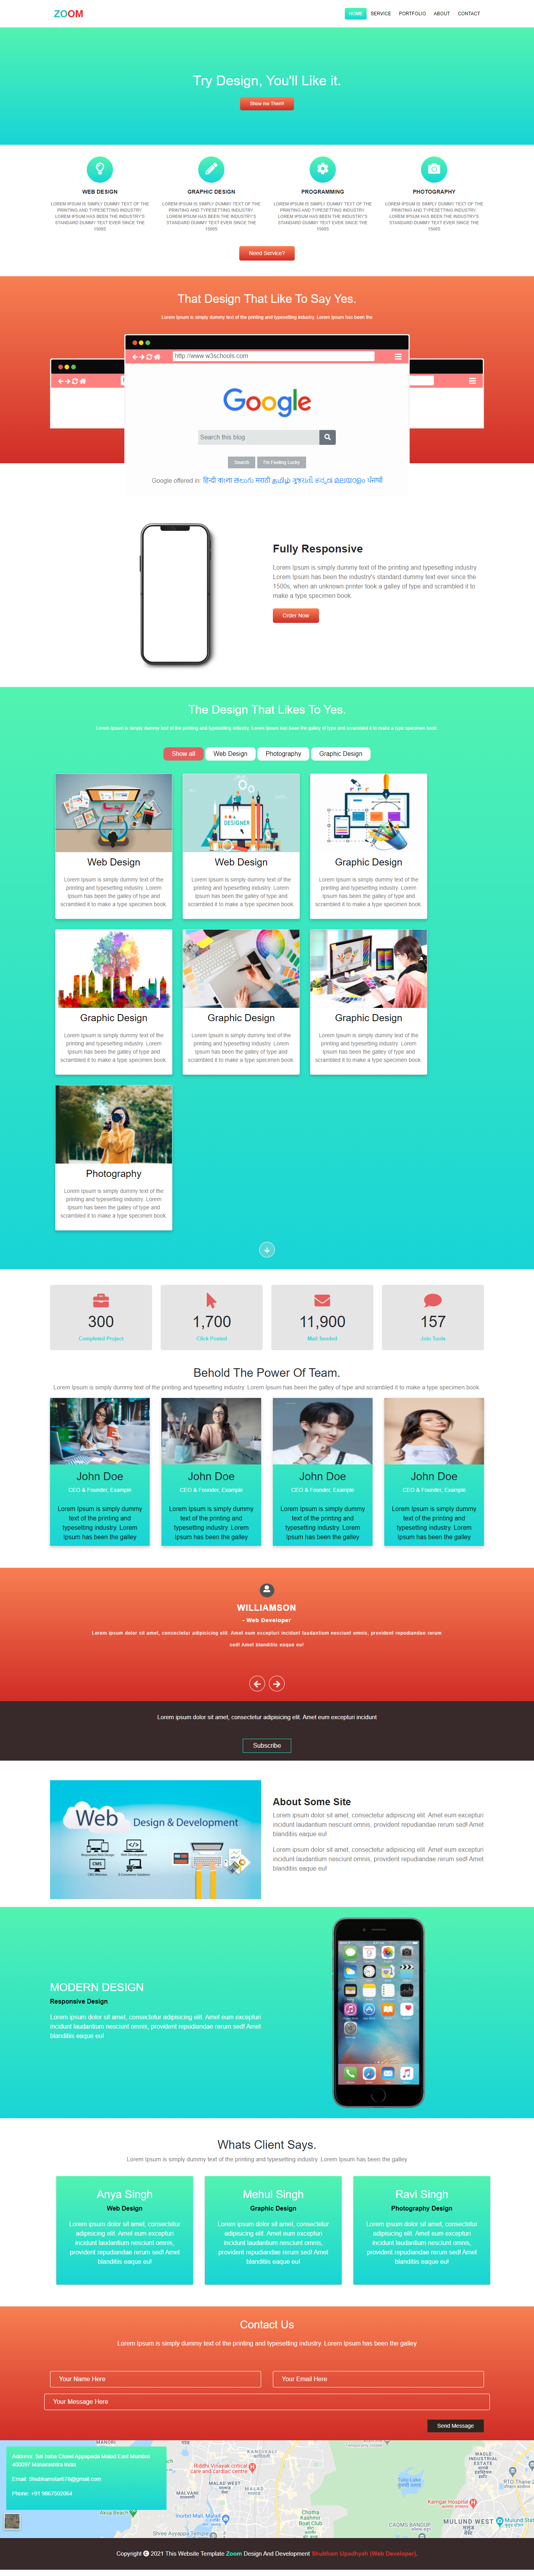 ZOOM
HOME SERVICE PORTFOLIO ABOUT CONTACT
Try Design, You'll Like it.
Show me Then!!
WEB DESIGN
LOREM IPSUM IS SIMPLY DUMMY TEXT OF THE
PRINTING AND TYPESETTING INDUSTRY.
LOREM IPSUM HAS BEEN THE INDUSTRY'S
STANDARD DUMMY TEXT EVER SINCE THE
1500S
GRAPHIC DESIGN
LOREM IPSUM IS SIMPLY DUMMY TEXT OF THE
PRINTING AND TYPESETTING INDUSTRY.
LOREM IPSUM HAS BEEN THE INDUSTRY'S
STANDARD DUMMY TEXT EVER SINCE THE
1500S
PROGRAMMING
LOREM IPSUM IS SIMPLY DUMMY TEXT OF THE
PRINTING AND TYPESETTING INDUSTRY.
LOREM IPSUM HAS BEEN THE INDUSTRY'S
STANDARD DUMMY TEXT EVER SINCE THE
1500S
PHOTOGRAPHY
LOREM IPSUM IS SIMPLY DUMMY TEXT OF THE
PRINTING AND TYPESETTING INDUSTRY.
LOREM IPSUM HAS BEEN THE INDUSTRY'S
STANDARD DUMMY TEXT EVER SINCE THE
1500S
Need Service?
That Design That Like To Say Yes.
Lorem Ipsum is simply dummy text of the printing and typesetting industry. Lorem Ipsum has been the
http://www.w3schools.com
Google
Search this blog
Search I'm Feeling Lucky
Google offered in: हिन्दी বাংলা తెలుగు मराठी தமிழ் ગુજરાતી ಕನ್ನಡ മലയാളം ਪੰਜਾਬੀ
Fully Responsive
Lorem Ipsum is simply dummy text of the printing and typesetting industry.
Lorem Ipsum has been the industry's standard dummy text ever since the
1500s, when an unknown printer took a galley of type and scrambled it to
make a type specimen book.
Order Now
The Design That Likes To Yes.
Lorem Ipsum is simply dummy text of the printing and typesetting industry. Lorem Ipsum has been the galley of type and scrambled it to make a type specimen book.
Show all Web Design Photography Graphic Design
Web Design
Lorem Ipsum is simply dummy text of the
printing and typesetting industry. Lorem
Ipsum has been the galley of type and
scrambled it to make a type specimen book.
DESIGNER
Web Design
Lorem Ipsum is simply dummy text of the
printing and typesetting industry. Lorem
Ipsum has been the galley of type and
scrambled it to make a type specimen book.
Graphic Design
Lorem Ipsum is simply dummy text of the
printing and typesetting industry. Lorem
Ipsum has been the galley of type and
scrambled it to make a type specimen book.
Graphic Design
Lorem Ipsum is simply dummy text of the
printing and typesetting industry. Lorem
Ipsum has been the galley of type and
scrambled it to make a type specimen book.
Graphic Design
Lorem Ipsum is simply dummy text of the
printing and typesetting industry. Lorem
Ipsum has been the galley of type and
scrambled it to make a type specimen book.
Graphic Design
Lorem Ipsum is simply dummy text of the
printing and typesetting industry. Lorem
Ipsum has been the galley of type and
scrambled it to make a type specimen book.
Photography
Lorem Ipsum is simply dummy text of the
printing and typesetting industry. Lorem
Ipsum has been the galley of type and
scrambled it to make a type specimen book.
300
Completed Project
1,700
Click Posted
11,900
Mail Sended
157
Join Tools
Behold The Power Of Team.
Lorem Ipsum is simply dummy text of the printing and typesetting industry. Lorem Ipsum has been the galley of type and scrambled it to make a type specimen book.
John Doe
CEO & Founder, Example
Lorem Ipsum is simply dummy
text of the printing and
typesetting industry. Lorem
Ipsum has been the galley
John Doe
CEO & Founder, Example
Lorem Ipsum is simply dummy
text of the printing and
typesetting industry. Lorem
Ipsum has been the galley
John Doe
CEO & Founder, Example
Lorem Ipsum is simply dummy
text of the printing and
typesetting industry. Lorem
Ipsum has been the galley
John Doe
CEO & Founder, Example
Lorem Ipsum is simply dummy
text of the printing and
typesetting industry. Lorem
Ipsum has been the galley
WILLIAMSON
- Web Developer
Lorem ipsum dolor sit amet, consectetur adipisicing elit. Amet eum excepturi incidunt laudantium nesciunt omnis, provident repudiandae rerum
sed! Amet blanditiis eaque eu!
Lorem ipsum dolor sit amet, consectetur adipisicing elit. Amet eum excepturi incidunt
Subscribe
Web Design & Development
About Some Site
Lorem ipsum dolor sit amet, consectetur adipisicing elit. Amet eum excepturi
incidunt laudantium nesciunt omnis, provident repudiandae rerum sed! Amet
blanditiis eaque eu!
Lorem ipsum dolor sit amet, consectetur adipisicing elit. Amet eum excepturi
incidunt laudantium nesciunt omnis, provident repudiandae rerum sed! Amet
blanditiis eaque eu!
MODERN DESIGN
Responsive Design
Lorem ipsum dolor sit amet, consectetur adipisicing elit. Amet eum excepturi
incidunt laudantium nesciunt omnis, provident repudiandae rerum sed! Amet
blanditiis eaque eu!
Whats Client Says.
Lorem Ipsum is simply dummy text of the printing and typesetting industry. Lorem Ipsum has been the galley
Anya Singh
Web Design
Lorem ipsum dolor sit amet, consectetur
adipisicing elit. Amet eum excepturi
incidunt laudantium nesciunt omnis,
provident repudiandae rerum sed! Amet
blanditiis eaque eu!
Mehul Singh
Graphic Design
Lorem ipsum dolor sit amet, consectetur
adipisicing elit. Amet eum excepturi
incidunt laudantium nesciunt omnis,
provident repudiandae rerum sed! Amet
blanditiis eaque eu!
Ravi Singh
Photography Design
Lorem ipsum dolor sit amet, consectetur
adipisicing elit. Amet eum excepturi
incidunt laudantium nesciunt omnis,
provident repudiandae rerum sed! Amet
blanditiis eaque eu!
Contact Us
Lorem Ipsum is simply dummy text of the printing and typesetting industry. Lorem Ipsum has been the galley
Your Name Here
Your Email Here
Your Message Here
Send Message
Address: Sai baba Chawl Appapada Malad East Mumbai
400097 Maharashtra India
Phone: +91 9867502064
MANORI
KANDIVALI
Riddhi Vinayak critical
care and cardiac centre
MALAD WEST
MALVANI
MALAD
Inorbit Mall, Malad
Aksa Beach
Shree Ayyappa Temple
Chotha
Kashmir
Boat Club
Tulsi Lake
WAGLE
INDUSTRIAL
ESTATE
RTO Thane
Kamgar Hospital
MULUND WEST
Mulund
CAQMS BANDUP
Copyright 2021 This Website Template Zoom Design And Development Shubham Upadhyah (Web Developer).